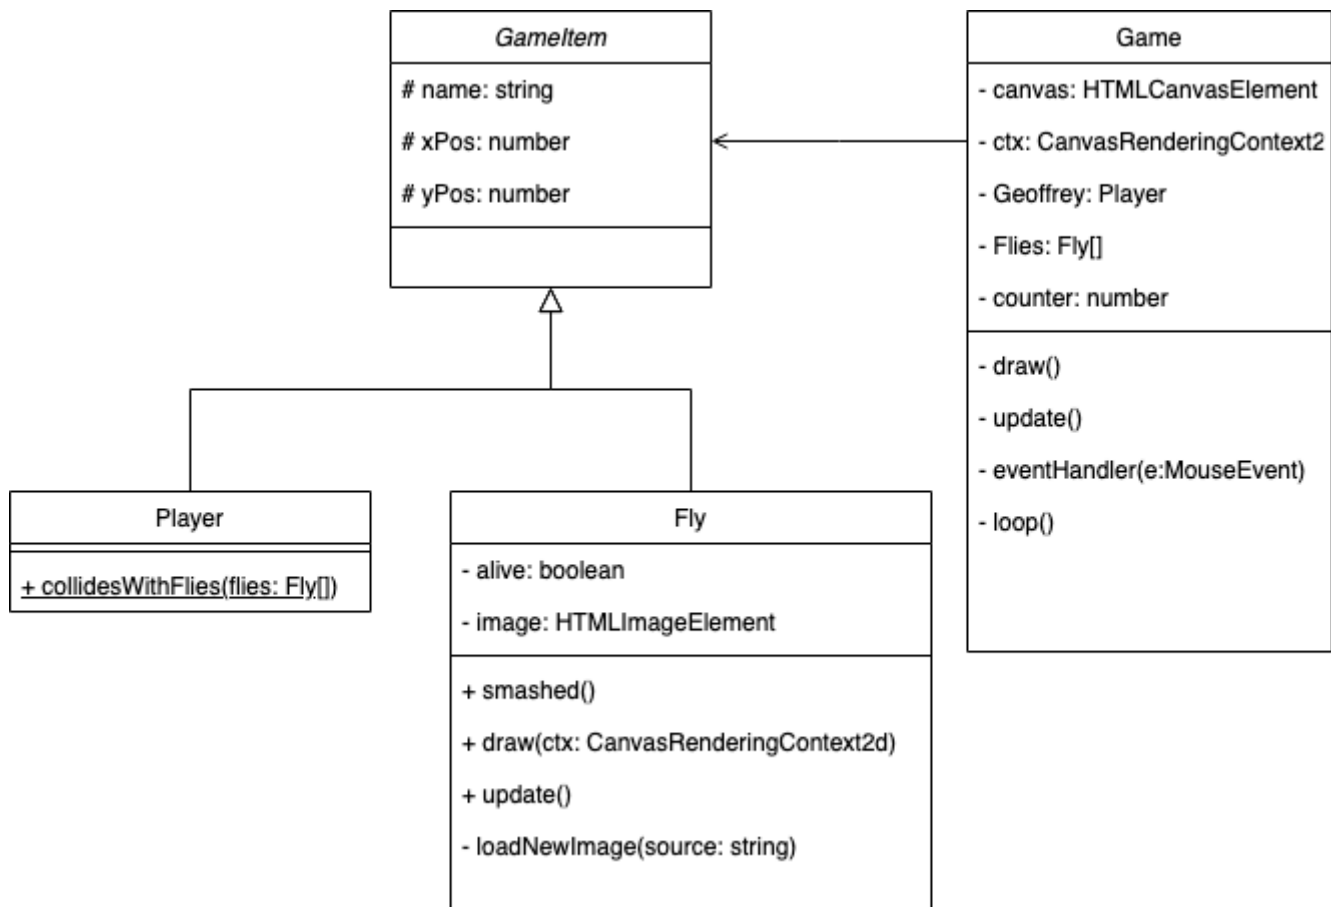 GameItem
# name: string
# xPos: number
# yPos: number
Game
- canvas: HTMLCanvasElement
- ctx: CanvasRenderingContext2
- Geoffrey: Player
- Flies: Fly[]
- counter: number
- draw()
- update()
- eventHandler(e:MouseEvent)
- loop()
Player
+ collidesWithFlies(flies: Fly[])
Fly
- alive: boolean
- image: HTMLImageElement
+ smashed()
+ draw(ctx: CanvasRenderingContext2d)
+ update()
- loadNewImage(source: string)